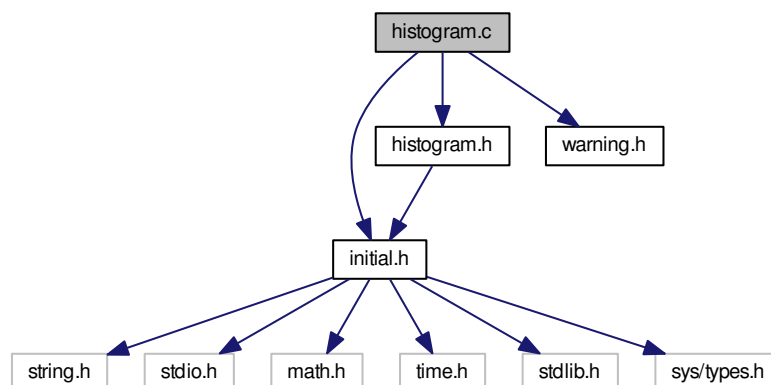 histogram.c
histogram.h
warning.h
initial.h
string.h
stdio.h
math.h
time.h
stdlib.h
sys/types.h